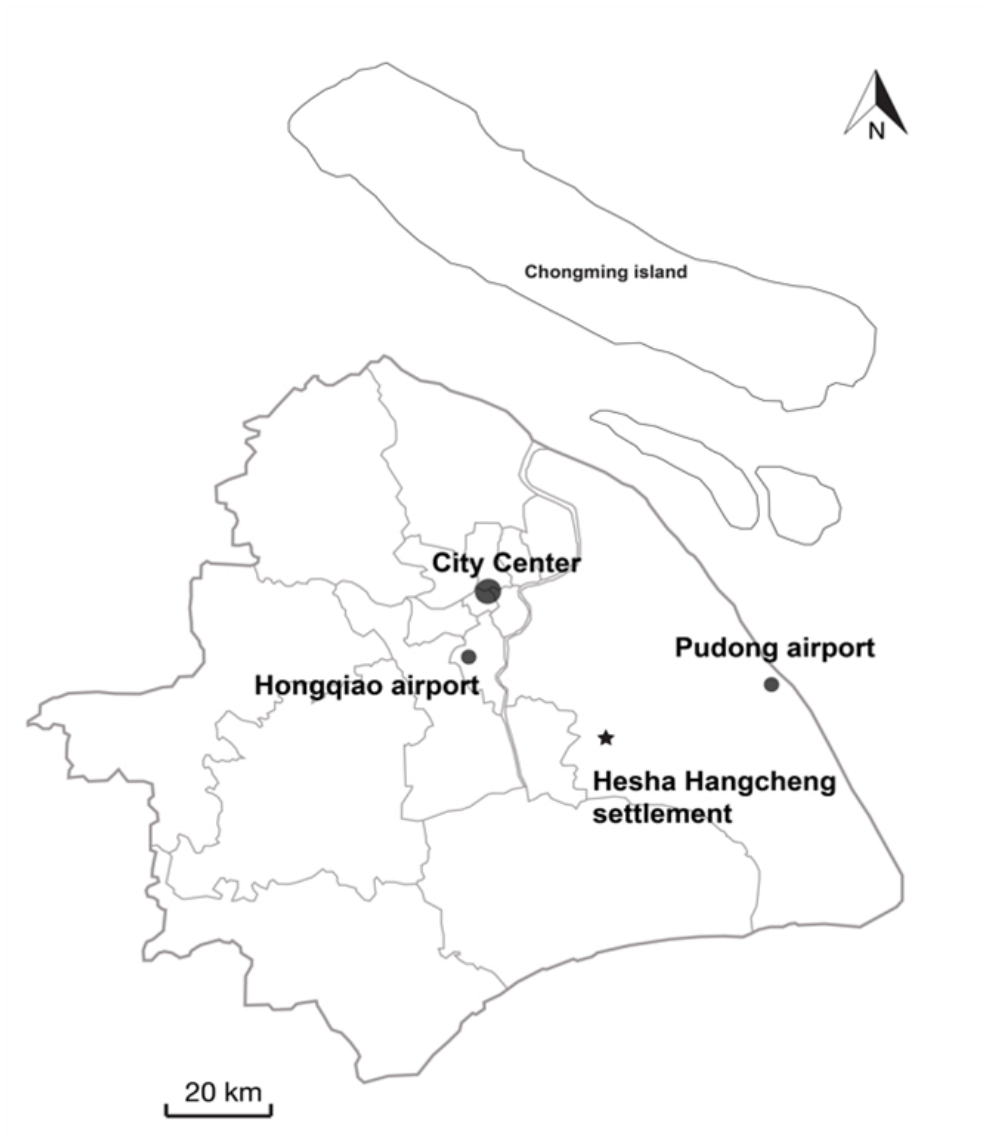 N
Chongming island
City Center
Pudong airport
Hongqiao airport
Hesha Hangcheng
settlement
20 km